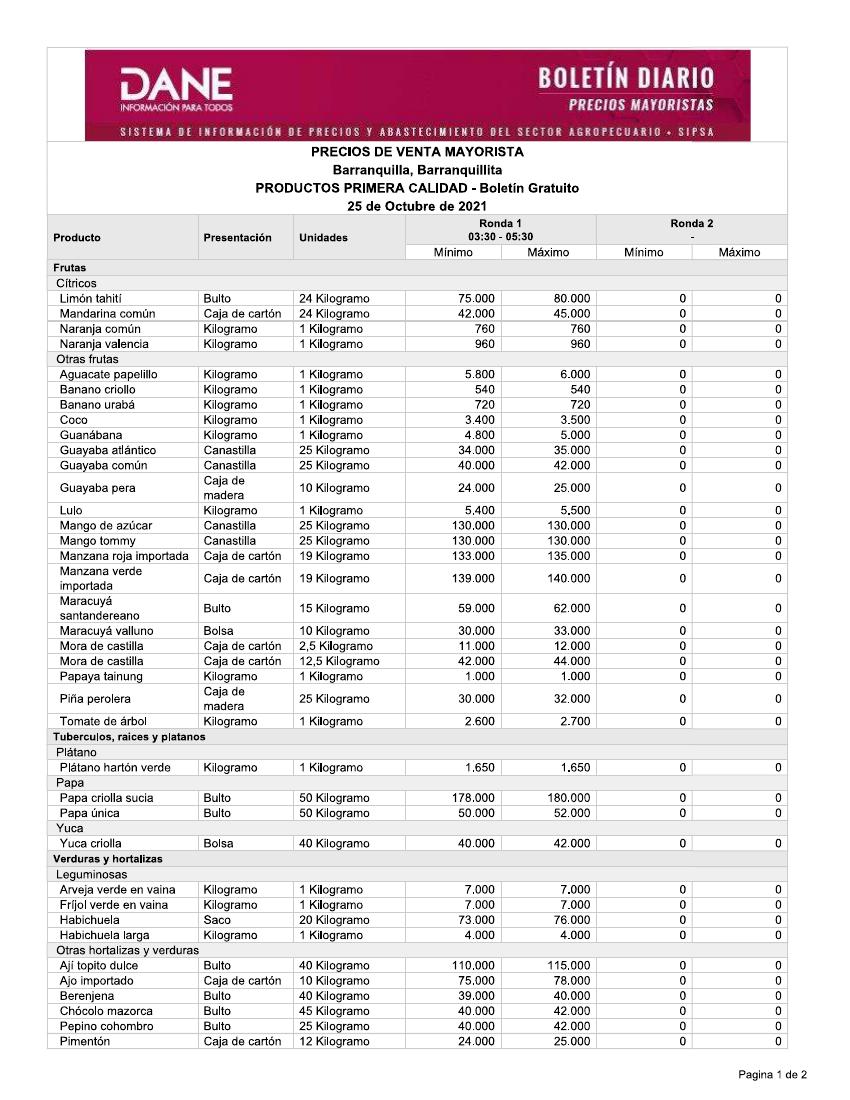 DANE
INFORMACIÓN PARA TODOS
BOLETÍN DIARIO
PRECIOS MAYORISTAS
SISTEMA DE INFORMACIÓN DE PRECIOS Y ABASTECIMIENTO DEL SECTOR AGROPECUARIO • SIPSA
PRECIOS DE VENTA MAYORISTA
Barranquilla, Barranquillita
PRODUCTOS PRIMERA CALIDAD - Boletín Gratuito
25 de Octubre de 2021
Producto Presentación Unidades Ronda 1 Ronda 2
03:30 - 05:30 -
Mínimo Máximo Mínimo Máximo
Frutas
Cítricos
Limón tahití Bulto 24 Kilogramo 75.000 80.000 0 0
Mandarina común Caja de cartón 24 Kilogramo 42.000 45.000 0 0
Naranja común Kilogramo 1 Kilogramo 760 760 0 0
Naranja valencia Kilogramo 1 Kilogramo 960 960 0 0
Otras frutas
Aguacate papelillo Kilogramo 1 Kilogramo 5.800 6.000 0 0
Banano criollo Kilogramo 1 Kilogramo 540 540 0 0
Banano urabá Kilogramo 1 Kilogramo 720 720 0 0
Coco Kilogramo 1 Kilogramo 3.400 3.500 0 0
Guanábana Kilogramo 1 Kilogramo 4.800 5.000 0 0
Guayaba atlántico Canastilla 25 Kilogramo 34.000 35.000 0 0
Guayaba común Canastilla 25 Kilogramo 40.000 42.000 0 0
Guayaba pera Caja de madera 10 Kilogramo 24.000 25.000 0 0
Lulo Kilogramo 1 Kilogramo 5.400 5.500 0 0
Mango de azúcar Canastilla 25 Kilogramo 130.000 130.000 0 0
Mango tommy Canastilla 25 Kilogramo 130.000 130.000 0 0
Manzana roja importada Caja de cartón 19 Kilogramo 133.000 135.000 0 0
Manzana verde importada Caja de cartón 19 Kilogramo 139.000 140.000 0 0
Maracuyá santandereano Bulto 15 Kilogramo 59.000 62.000 0 0
Maracuyá valluno Bolsa 10 Kilogramo 30.000 33.000 0 0
Mora de castilla Caja de cartón 2,5 Kilogramo 11.000 12.000 0 0
Mora de castilla Caja de cartón 12,5 Kilogramo 42.000 44.000 0 0
Papaya tainung Kilogramo 1 Kilogramo 1.000 1.000 0 0
Piña perolera Caja de madera 25 Kilogramo 30.000 32.000 0 0
Tomate de árbol Kilogramo 1 Kilogramo 2.600 2.700 0 0
Tuberculos, raices y platanos
Plátano
Plátano hartón verde Kilogramo 1 Kilogramo 1.650 1.650 0 0
Papa
Papa criolla sucia Bulto 50 Kilogramo 178.000 180.000 0 0
Papa única Bulto 50 Kilogramo 50.000 52.000 0 0
Yuca
Yuca criolla Bolsa 40 Kilogramo 40.000 42.000 0 0
Verduras y hortalizas
Leguminosas
Arveja verde en vaina Kilogramo 1 Kilogramo 7.000 7.000 0 0
Fríjol verde en vaina Kilogramo 1 Kilogramo 7.000 7.000 0 0
Habichuela Saco 20 Kilogramo 73.000 76.000 0 0
Habichuela larga Kilogramo 1 Kilogramo 4.000 4.000 0 0
Otras hortalizas y verduras
Ají topito dulce Bulto 40 Kilogramo 110.000 115.000 0 0
Ajo importado Caja de cartón 10 Kilogramo 75.000 78.000 0 0
Berenjena Bulto 40 Kilogramo 39.000 40.000 0 0
Chócolo mazorca Bulto 45 Kilogramo 40.000 42.000 0 0
Pepino cohombro Bulto 25 Kilogramo 40.000 42.000 0 0
Pimentón Caja de cartón 12 Kilogramo 24.000 25.000 0 0
Pagina 1 de 2